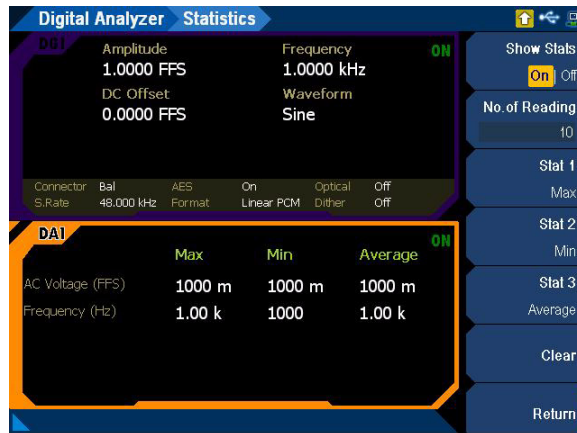 Digital Analyzer Statistics
DG1
Amplitude Frequency ON
1.0000 FFS 1.0000 kHz
DC Offset Waveform
0.0000 FFS Sine
Connector Bal AES On Optical Off
S.Rate 48.000 kHz Format Linear PCM Dither Off
DA1
ON
Max Min Average
AC Voltage (FFS) 1000 m 1000 m 1000 m
Frequency (Hz) 1.00 k 1000 1.00 k
Show Stats
On | Off
No.of Reading
10
Stat 1
Max
Stat 2
Min
Stat 3
Average
Clear
Return